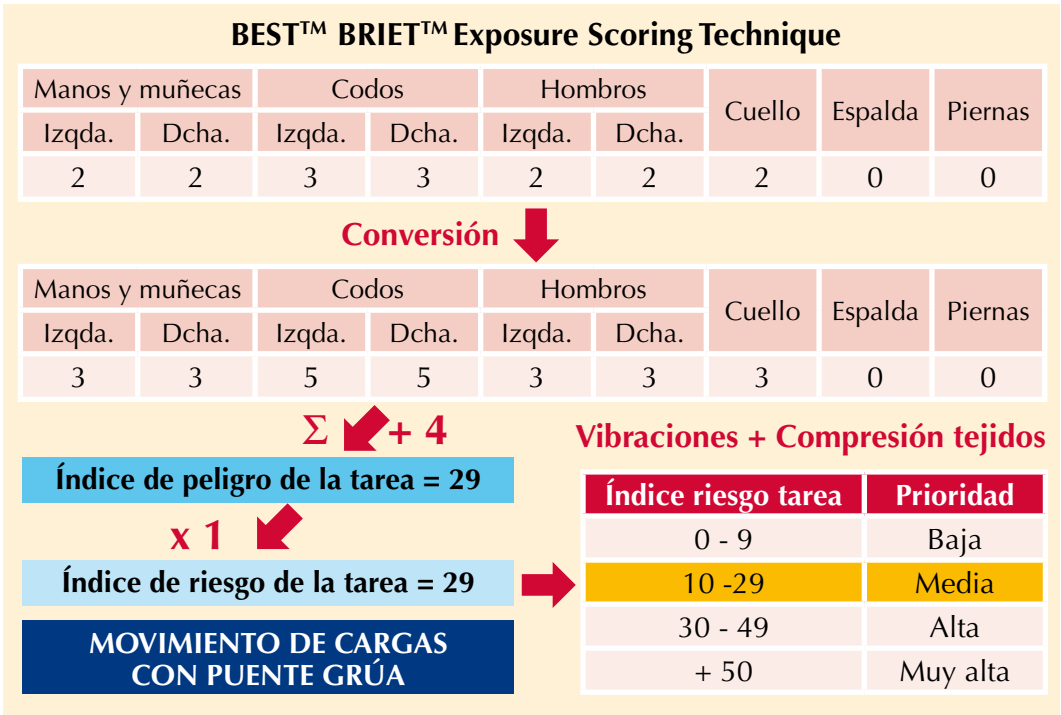 BEST™ BRIET™ Exposure Scoring Technique
Manos y muñecas Codos Hombros Cuello Espalda Piernas
Izqda. Dcha. Izqda. Dcha. Izqda. Dcha.
2 2 3 3 2 2 2 0 0
Conversión
Manos y muñecas Codos Hombros Cuello Espalda Piernas
Izqda. Dcha. Izqda. Dcha. Izqda. Dcha.
3 3 5 5 3 3 3 0 0
Σ + 4
Índice de peligro de la tarea = 29
x 1
Índice de riesgo de la tarea = 29
MOVIMIENTO DE CARGAS
CON PUENTE GRÚA
Vibraciones + Compresión tejidos
Índice riesgo tarea Prioridad
0 - 9 Baja
10 -29 Media
30 - 49 Alta
+ 50 Muy alta